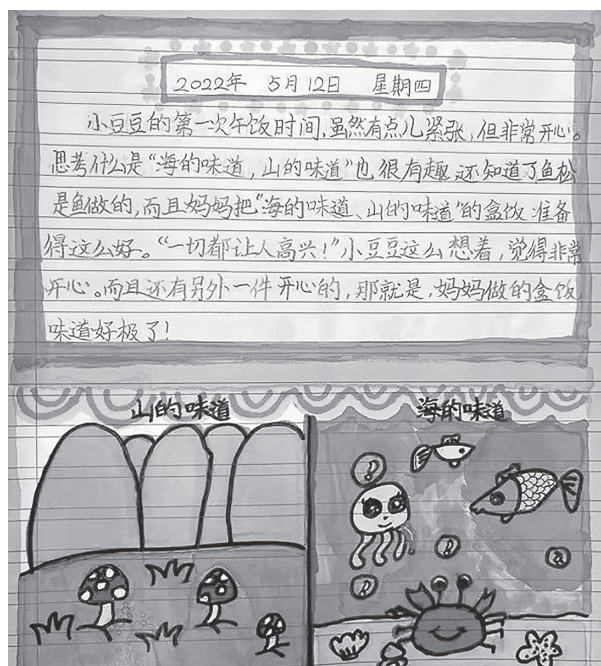 2022年 5月12日 星期四
小豆豆的第一次午饭时间,虽然有点儿紧张,但非常开心。
思考什么是“海的味道,山的味道”也很有趣,还知道了鱼松
是鱼做的,而且妈妈把“海的味道、山的味道”的盒饭准备
得这么好。“一切都让人高兴!”小豆豆这么想着,觉得非常
开心。而且还有另外一件开心的,那就是,妈妈做的盒饭
味道好极了!
山的味道
海的味道